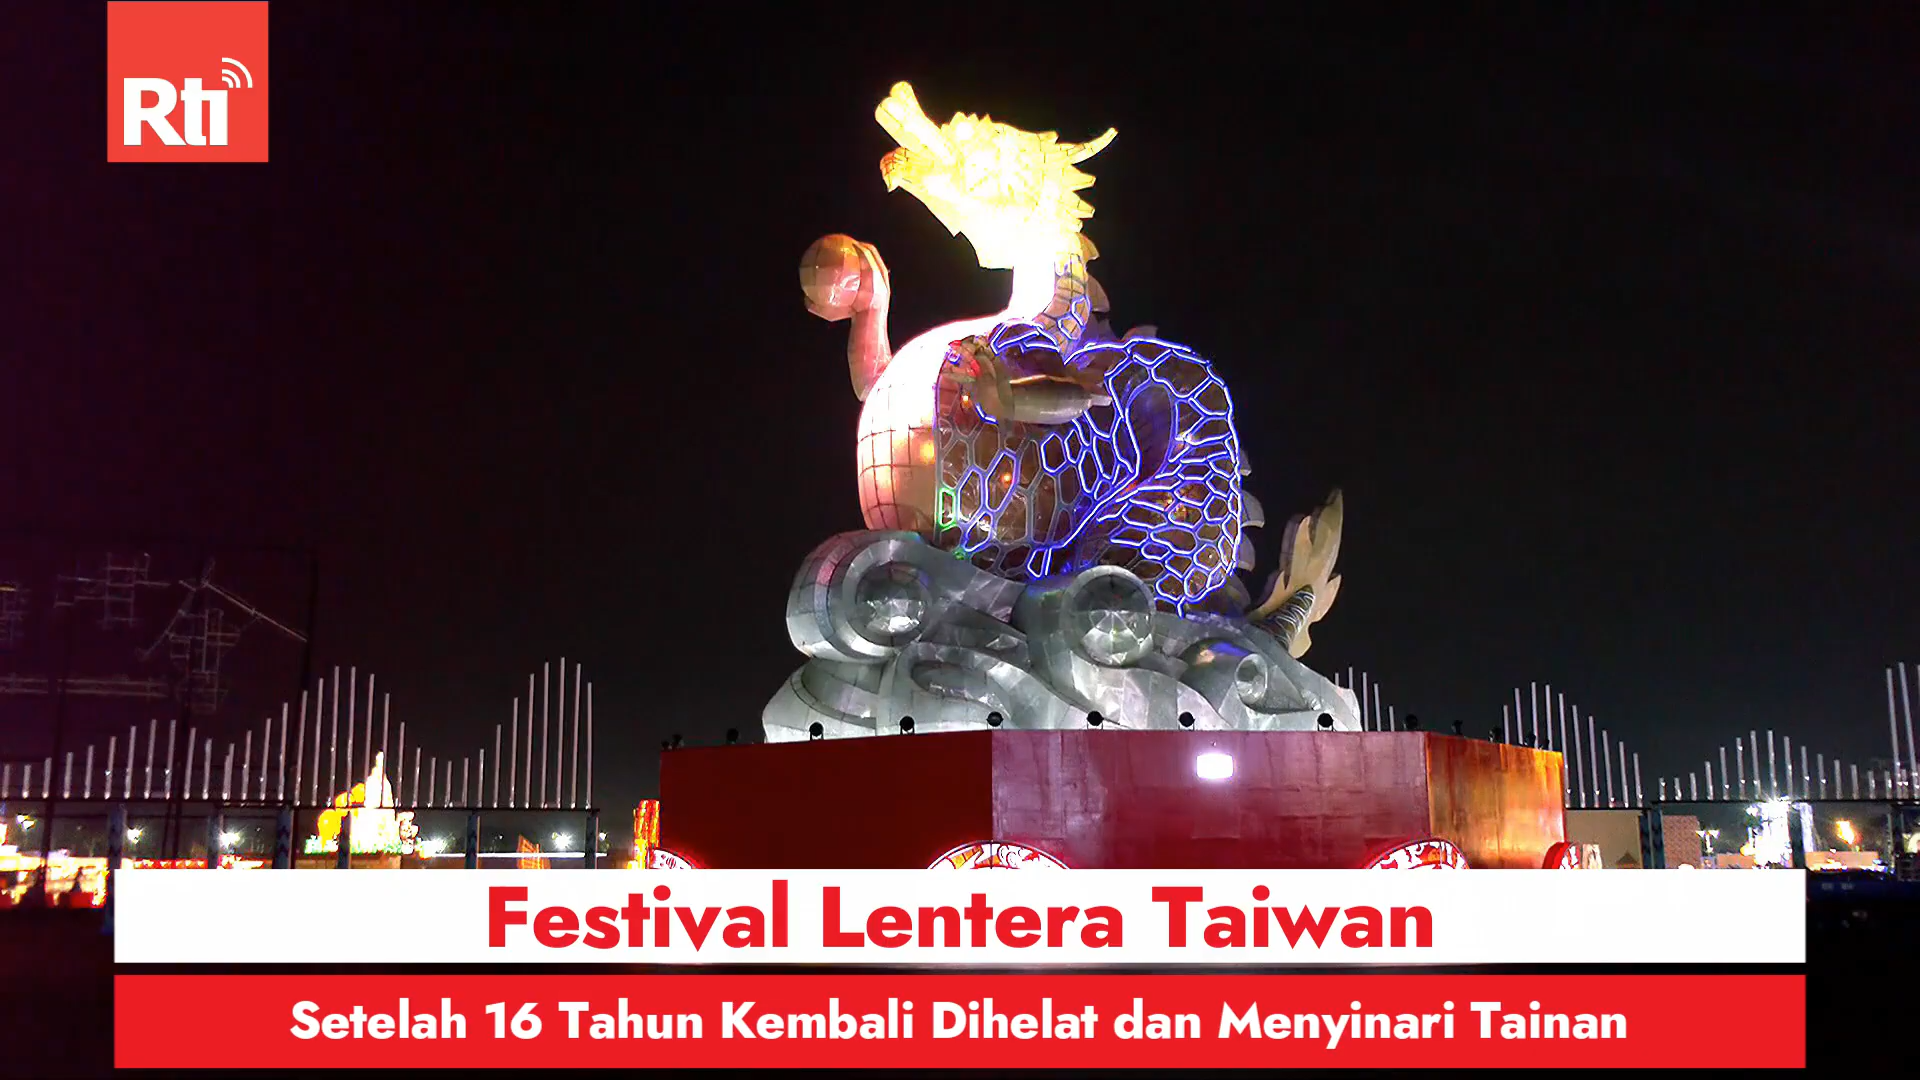 Rti
Festival Lentera Taiwan
Setelah 16 Tahun Kembali Dihelat dan Menyinari Tainan